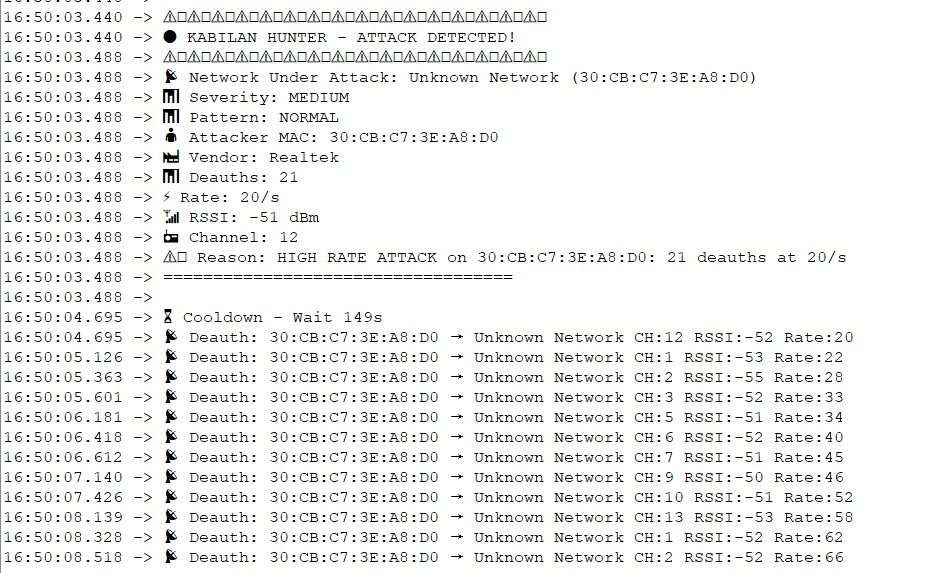 16:50:03.440 -> ⚠□⚠□⚠□⚠□⚠□⚠□⚠□⚠□⚠□⚠□⚠□⚠□⚠□⚠□⚠□⚠□
16:50:03.440 -> ● KABILAN HUNTER - ATTACK DETECTED!
16:50:03.488 -> ⚠□⚠□⚠□⚠□⚠□⚠□⚠□⚠□⚠□⚠□⚠□⚠□⚠□⚠□⚠□⚠□
16:50:03.488 -> 📡 Network Under Attack: Unknown Network (30:CB:C7:3E:A8:D0)
16:50:03.488 -> 📊 Severity: MEDIUM
16:50:03.488 -> 📊 Pattern: NORMAL
16:50:03.488 -> 👤 Attacker MAC: 30:CB:C7:3E:A8:D0
16:50:03.488 -> 🏭 Vendor: Realtek
16:50:03.488 -> 📊 Deauths: 21
16:50:03.488 -> ⚡ Rate: 20/s
16:50:03.488 -> 📶 RSSI: -51 dBm
16:50:03.488 -> 📻 Channel: 12
16:50:03.488 -> ⚠□ Reason: HIGH RATE ATTACK on 30:CB:C7:3E:A8:D0: 21 deauths at 20/s
16:50:03.488 -> ===================================
16:50:03.488 ->
16:50:04.695 -> ⏳ Cooldown - Wait 149s
16:50:04.695 -> 📡 Deauth: 30:CB:C7:3E:A8:D0 → Unknown Network CH:12 RSSI:-52 Rate:20
16:50:05.126 -> 📡 Deauth: 30:CB:C7:3E:A8:D0 → Unknown Network CH:1 RSSI:-53 Rate:22
16:50:05.363 -> 📡 Deauth: 30:CB:C7:3E:A8:D0 → Unknown Network CH:2 RSSI:-55 Rate:28
16:50:05.601 -> 📡 Deauth: 30:CB:C7:3E:A8:D0 → Unknown Network CH:3 RSSI:-52 Rate:33
16:50:06.181 -> 📡 Deauth: 30:CB:C7:3E:A8:D0 → Unknown Network CH:5 RSSI:-51 Rate:34
16:50:06.418 -> 📡 Deauth: 30:CB:C7:3E:A8:D0 → Unknown Network CH:6 RSSI:-52 Rate:40
16:50:06.612 -> 📡 Deauth: 30:CB:C7:3E:A8:D0 → Unknown Network CH:7 RSSI:-51 Rate:45
16:50:07.140 -> 📡 Deauth: 30:CB:C7:3E:A8:D0 → Unknown Network CH:9 RSSI:-50 Rate:46
16:50:07.426 -> 📡 Deauth: 30:CB:C7:3E:A8:D0 → Unknown Network CH:10 RSSI:-51 Rate:52
16:50:08.139 -> 📡 Deauth: 30:CB:C7:3E:A8:D0 → Unknown Network CH:13 RSSI:-53 Rate:58
16:50:08.328 -> 📡 Deauth: 30:CB:C7:3E:A8:D0 → Unknown Network CH:1 RSSI:-52 Rate:62
16:50:08.518 -> 📡 Deauth: 30:CB:C7:3E:A8:D0 → Unknown Network CH:2 RSSI:-52 Rate:66